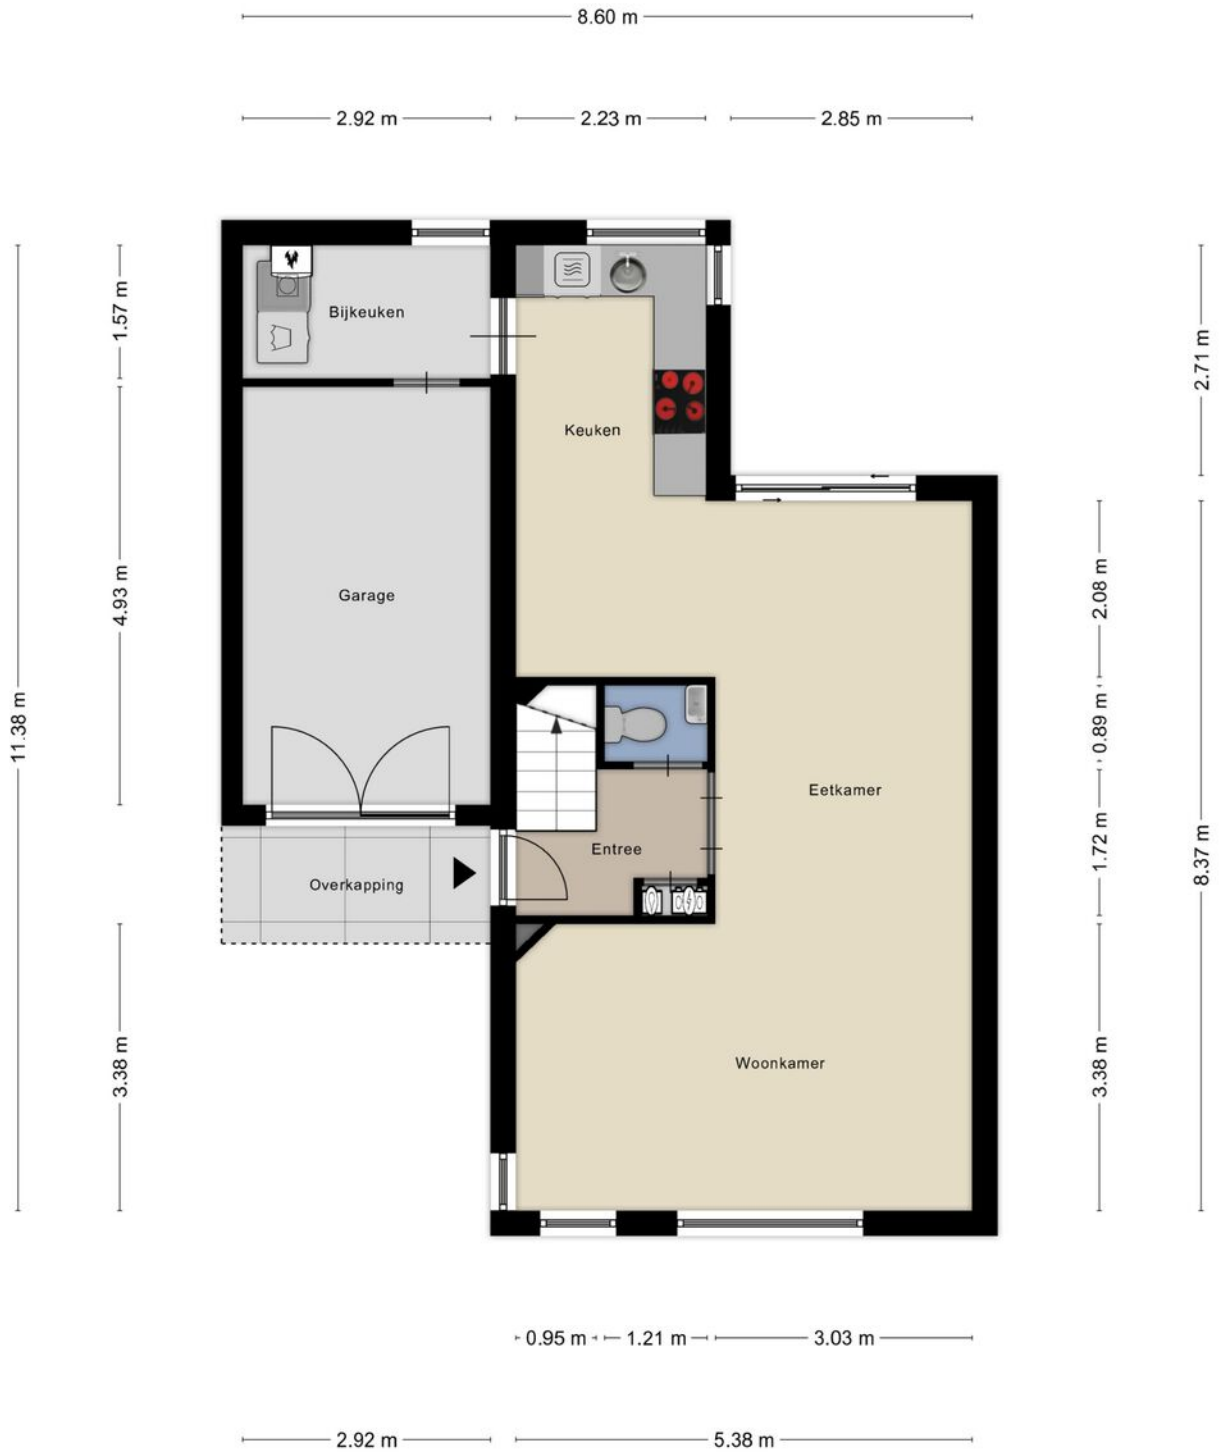 8.60 m
2.92 m
2.23 m
2.85 m
11.38 m
1.57 m
4.93 m
3.38 m
Bijkeuken
Keuken
Garage
Eetkamer
Entree
Overkapping
Woonkamer
2.71 m
2.08 m
0.89 m
1.72 m
3.38 m
8.37 m
0.95 m
1.21 m
3.03 m
2.92 m
5.38 m